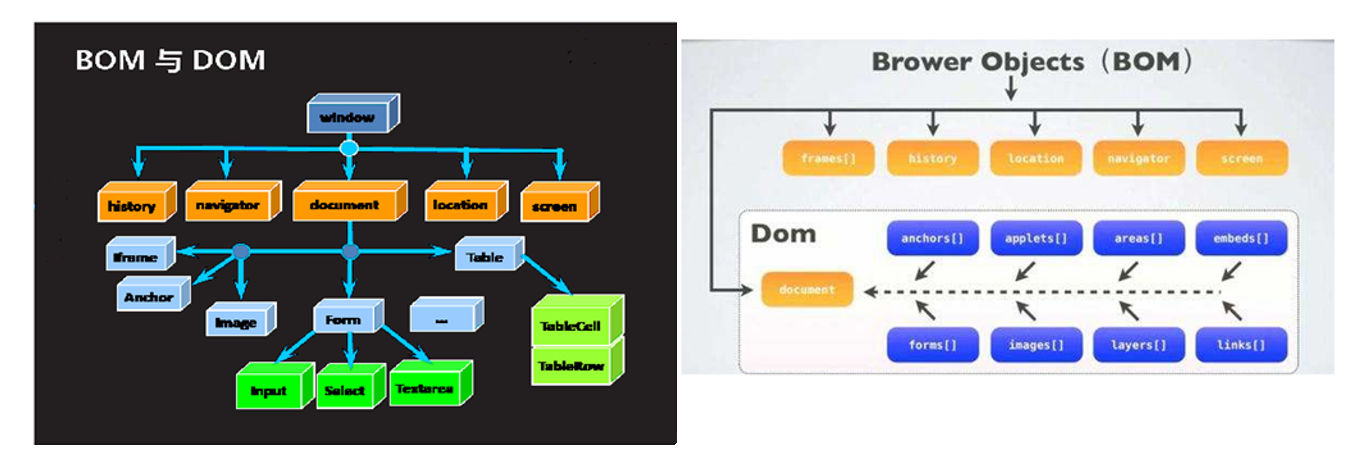 BOM 与 DOM
window
history
navigator
document
location
screen
Iframe
Table
Anchor
Image
Form
...
TableCell
TableRow
Input
Select
Textarea
Brower Objects（BOM）
frames[]
history
location
navigator
screen
Dom
anchors[]
applets[]
areas[]
embeds[]
document
forms[]
images[]
layers[]
links[]